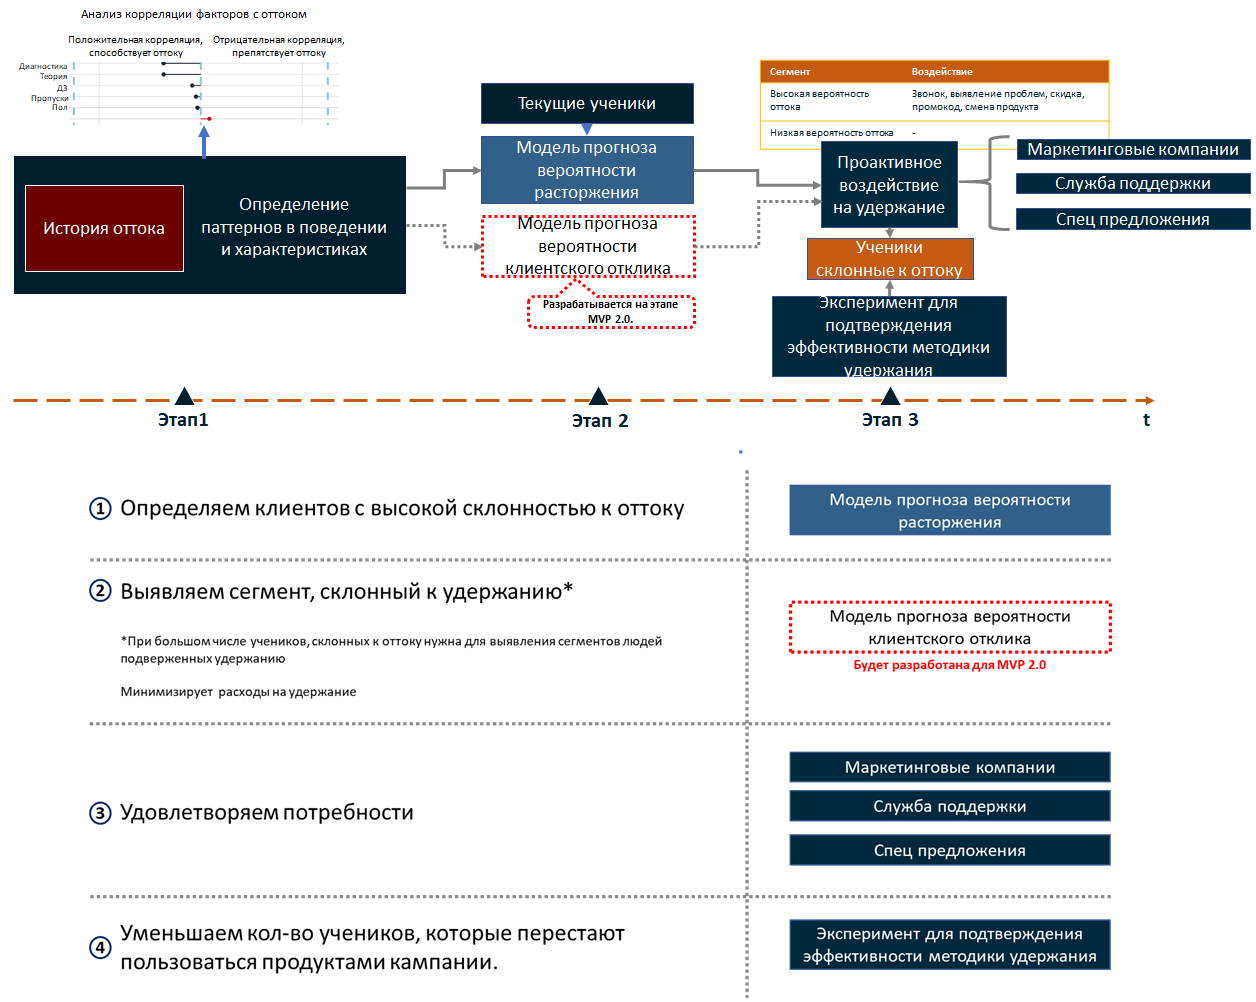 Анализ корреляции факторов с оттоком
Положительная корреляция,
способствует оттоку
Отрицательная корреляция,
препятствует оттоку
Диагностика
Теория
ДЗ
Пропуски
Пол
История оттока
Определение
паттернов в поведении
и характеристиках
Текущие ученики
Модель прогноза
вероятности
расторжения
Модель прогноза
вероятности
клиентского отклика
Разрабатывается на этапе
MVP 2.0.
Сегмент Воздействие
Высокая вероятность
оттока
Звонок, выявление проблем, скидка,
промокод, смена продукта
Низкая вероятность оттока -
Проактивное
воздействие
на удержание
Маркетинговые компании
Служба поддержки
Спец предложения
Ученики
склонные к оттоку
Эксперимент для
подтверждения
эффективности методики
удержания
Этап1
Этап 2
Этап 3
t
1 Определяем клиентов с высокой склонностью к оттоку
Модель прогноза вероятности
расторжения
2 Выявляем сегмент, склонный к удержанию*
*При большом числе учеников, склонных к оттоку нужна для выявления сегментов людей
подверженных удержанию
Минимизирует расходы на удержание
Модель прогноза вероятности
клиентского отклика
Будет разработана для MVP 2.0
3 Удовлетворяем потребности
Маркетинговые компании
Служба поддержки
Спец предложения
4 Уменьшаем кол-во учеников, которые перестают
пользоваться продуктами кампании.
Эксперимент для подтверждения
эффективности методики удержания